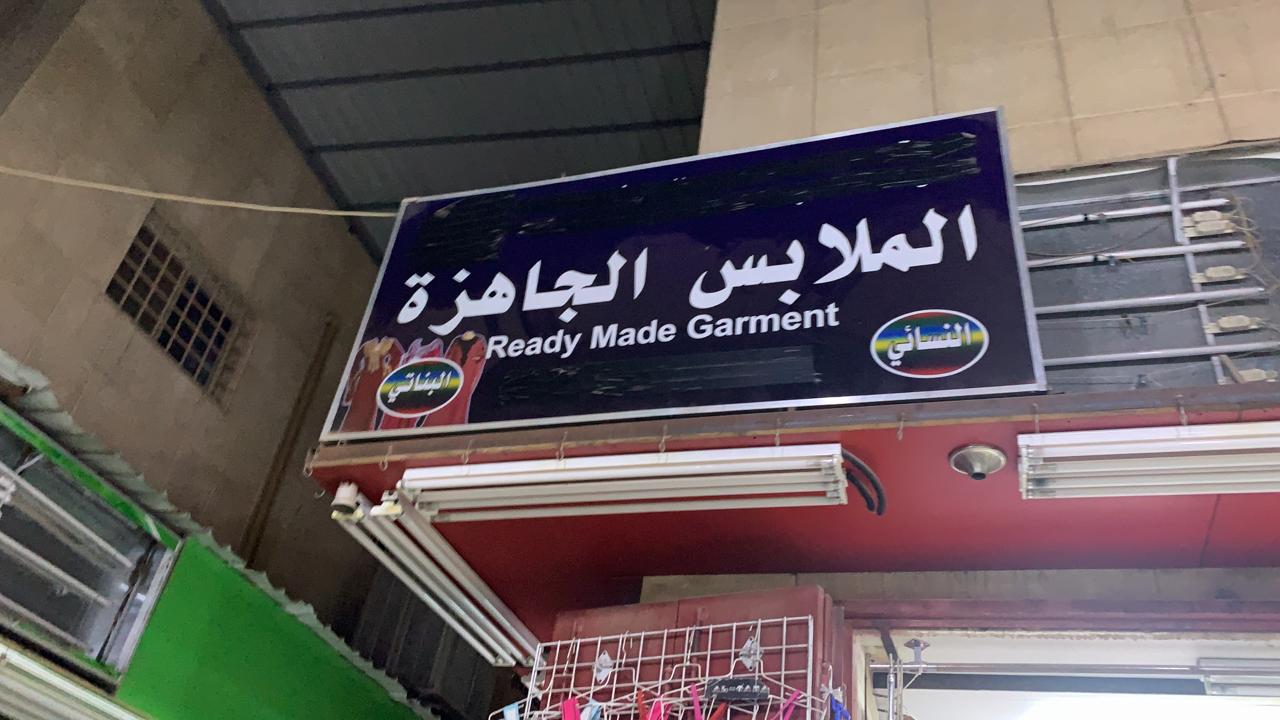 الملابس الجاهزة
Ready Made Garment
النسائي
البناتي